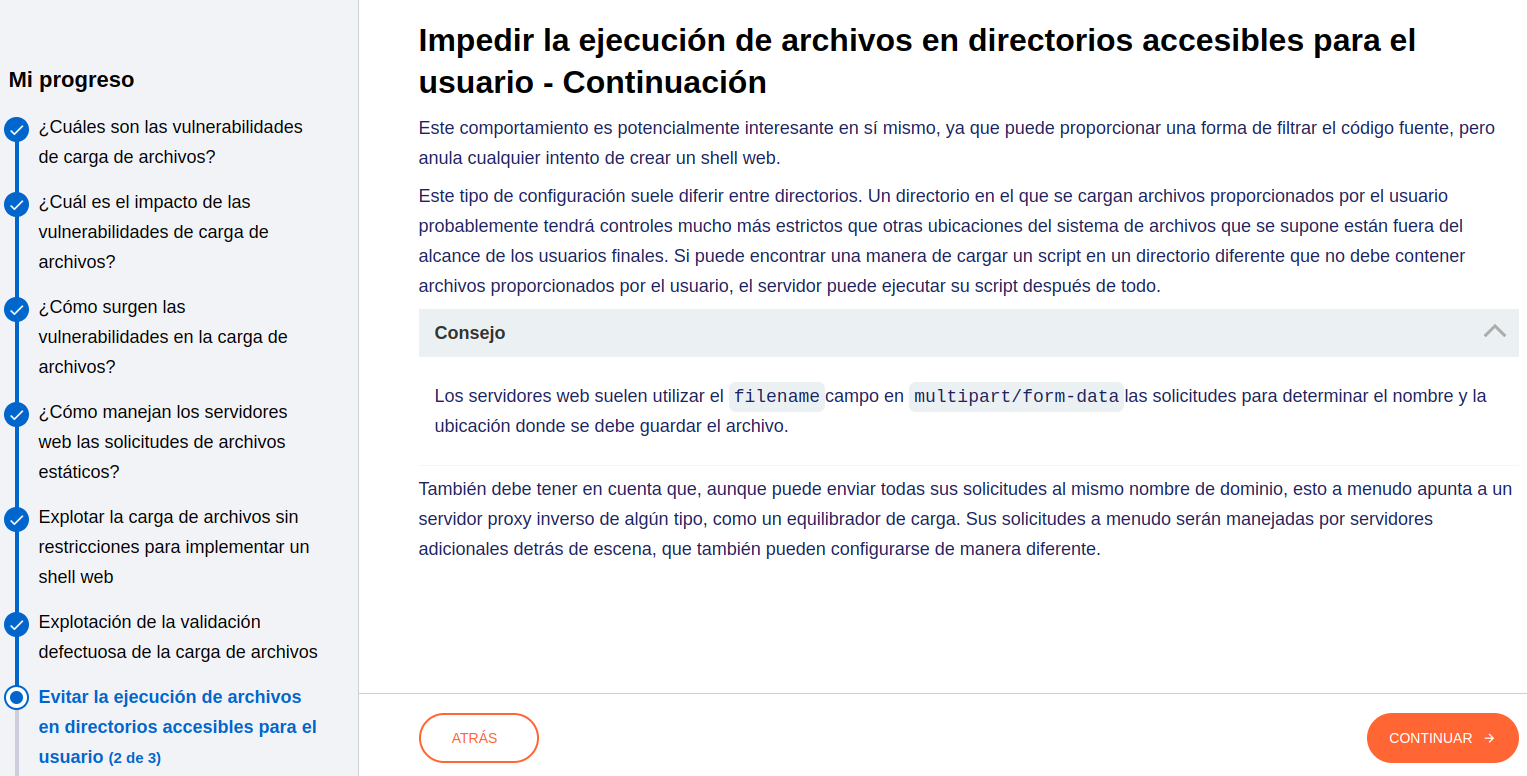 Mi progreso
¿Cuáles son las vulnerabilidades
de carga de archivos?
¿Cuál es el impacto de las
vulnerabilidades de carga de
archivos?
¿Cómo surgen las
vulnerabilidades en la carga de
archivos?
¿Cómo manejan los servidores
web las solicitudes de archivos
estáticos?
Explotar la carga de archivos sin
restricciones para implementar un
shell web
Explotación de la validación
defectuosa de la carga de archivos
Evitar la ejecución de archivos
en directorios accesibles para el
usuario (2 de 3)
Impedir la ejecución de archivos en directorios accesibles para el
usuario - Continuación
Este comportamiento es potencialmente interesante en sí mismo, ya que puede proporcionar una forma de filtrar el código fuente, pero
anula cualquier intento de crear un shell web.
Este tipo de configuración suele diferir entre directorios. Un directorio en el que se cargan archivos proporcionados por el usuario
probablemente tendrá controles mucho más estrictos que otras ubicaciones del sistema de archivos que se supone están fuera del
alcance de los usuarios finales. Si puede encontrar una manera de cargar un script en un directorio diferente que no debe contener
archivos proporcionados por el usuario, el servidor puede ejecutar su script después de todo.
Consejo
Los servidores web suelen utilizar el filename campo en multipart/form-data las solicitudes para determinar el nombre y la
ubicación donde se debe guardar el archivo.
También debe tener en cuenta que, aunque puede enviar todas sus solicitudes al mismo nombre de dominio, esto a menudo apunta a un
servidor proxy inverso de algún tipo, como un equilibrador de carga. Sus solicitudes a menudo serán manejadas por servidores
adicionales detrás de escena, que también pueden configurarse de manera diferente.
ATRÁS
CONTINUAR →